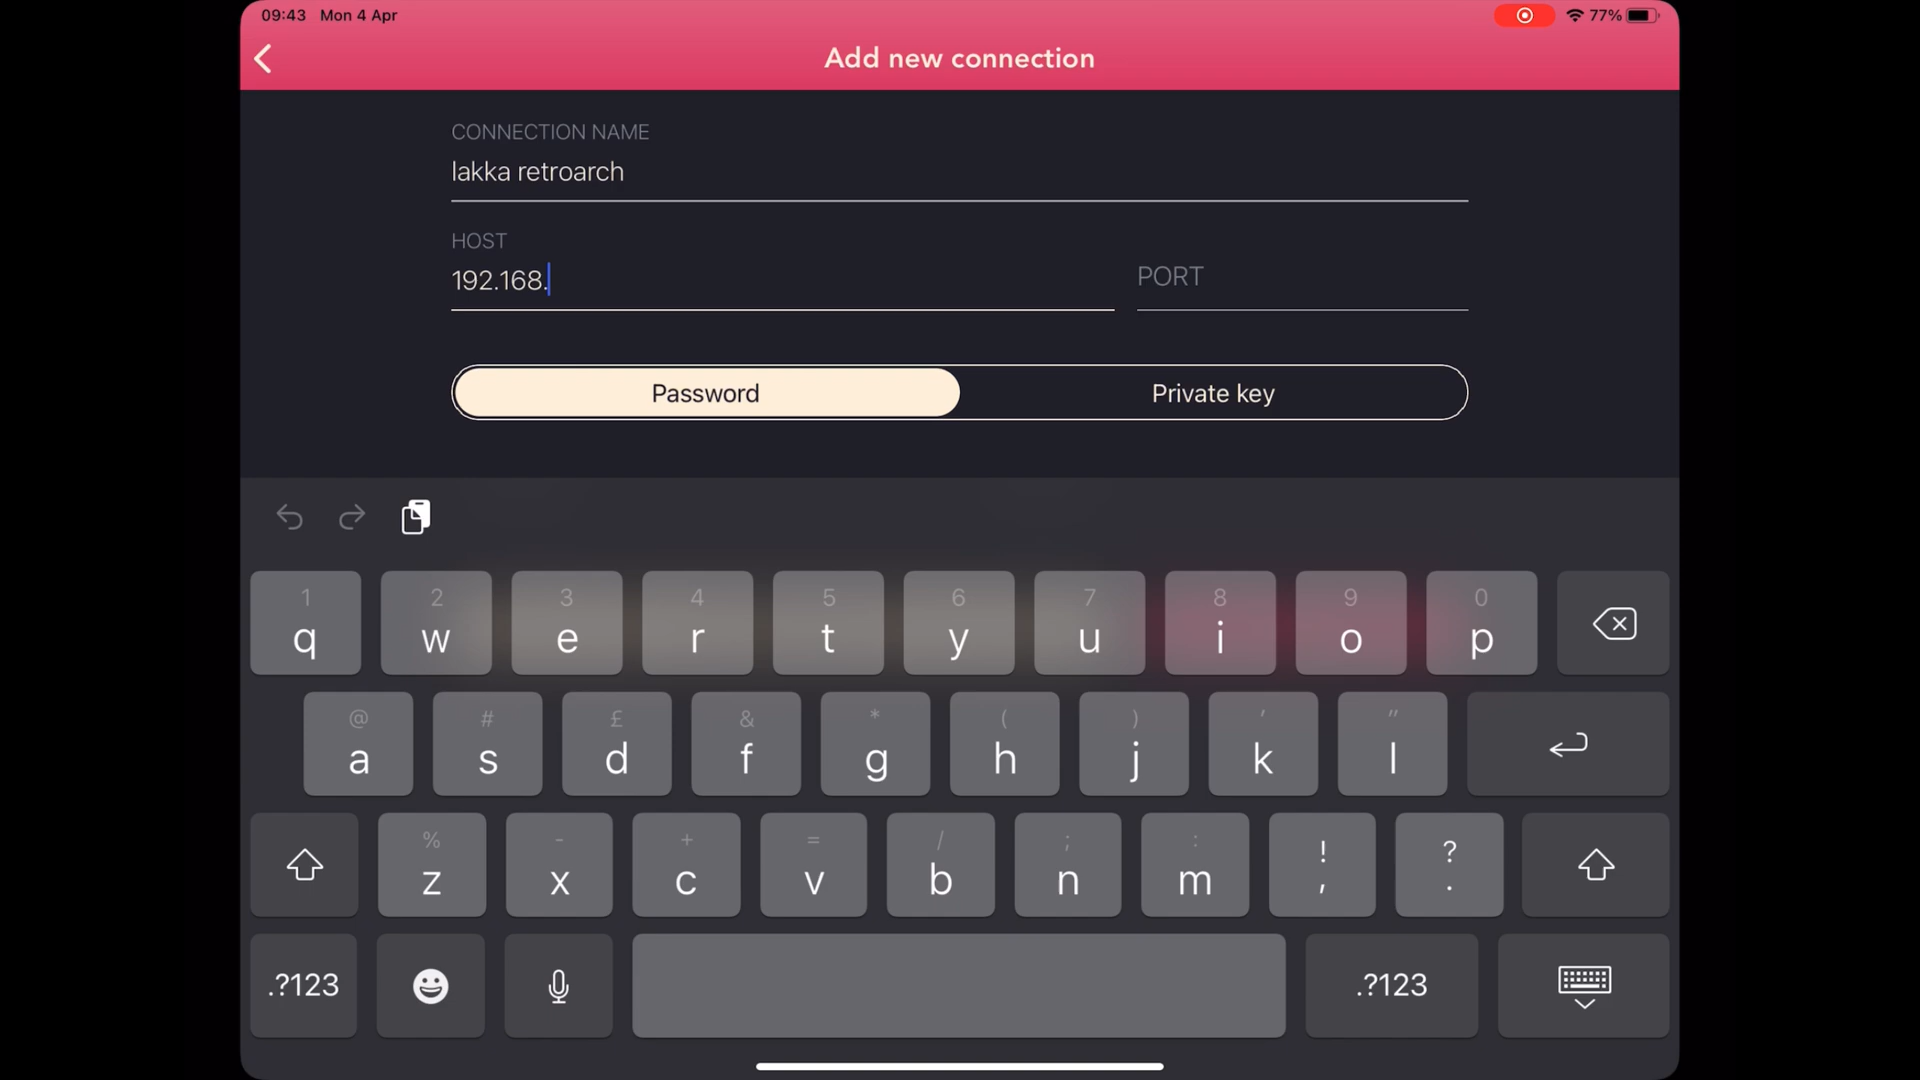 09:43 Mon 4 Apr
77%
Add new connection
CONNECTION NAME
lakka retroarch
HOST
192.168.
PORT
Password
Private key
1 2 3 4 5 6 7 8 9 0
q w e r t y u i o p
@ # £ & * ( ) ' "
a s d f g h j k l
% - + = / ; : ! ?
z x c v b n m , .
.?123 .?123